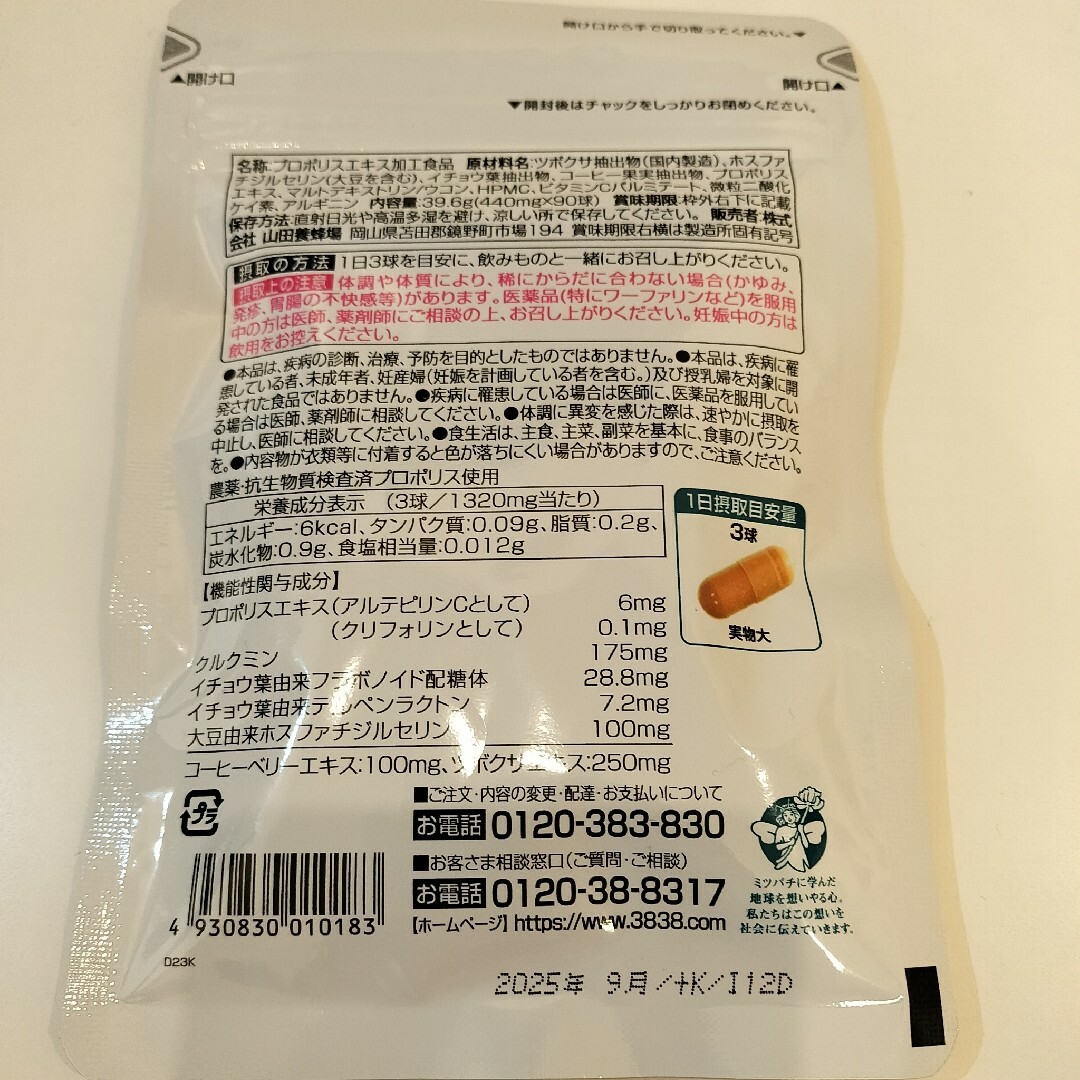 開け口から手で切り取ってください。▼
▲開け口
開け口▲
▼開封後はチャックをしっかりお閉めください。
名称:プロポリスエキス加工食品 原材料名:ツボクサ抽出物(国内製造)、ホスファ
チジルセリン(大豆を含む)、イチョウ葉抽出物、コーヒー果実抽出物、プロポリス
エキス、マルトデキストリン/ウコン、HPMC、ビタミンCパルミテート、微粒二酸化
ケイ素、アルギニン 内容量:39.6g(440mg×90球) 賞味期限:枠外右下に記載
保存方法:直射日光や高温多湿を避け、涼しい所で保存してください。 販売者:株式
会社 山田養蜂場 岡山県苫田郡鏡野町市場194 賞味期限右横は製造所固有記号
摂取の方法 1日3球を目安に、飲みものと一緒にお召し上がりください。
摂取上の注意 体調や体質により、稀にからだに合わない場合(かゆみ、
発疹、胃腸の不快感等)があります。医薬品(特にワーファリンなど)を服用
中の方は医師、薬剤師にご相談の上、お召し上がりください。妊娠中の方は
飲用をお控えください。
●本品は、疾病の診断、治療、予防を目的としたものではありません。●本品は、疾病に罹
患している者、未成年者、妊産婦(妊娠を計画している者を含む。)及び授乳婦を対象に開
発された食品ではありません。●疾病に罹患している場合は医師に、医薬品を服用してい
る場合は医師、薬剤師に相談してください。●体調に異変を感じた際は、速やかに摂取を
中止し、医師に相談してください。●食生活は、主食、主菜、副菜を基本に、食事のバランス
を。●内容物が衣類等に付着すると色が落ちにくい場合がありますので、ご注意ください。
農薬・抗生物質検査済プロポリス使用
栄養成分表示 (3球/1320mg当たり)
エネルギー:6kcal、タンパク質:0.09g、脂質:0.2g、
炭水化物:0.9g、食塩相当量:0.012g
1日摂取目安量
3球
実物大
【機能性関与成分】
プロポリスエキス(アルテピリンCとして) 6mg
(クリフォリンとして) 0.1mg
クルクミン 175mg
イチョウ葉由来フラボノイド配糖体 28.8mg
イチョウ葉由来テルペンラクトン 7.2mg
大豆由来ホスファチジルセリン 100mg
コーヒーベリーエキス:100mg、ツボクサエキス:250mg
プラ
■ご注文・内容の変更・配達・お支払いについて
お電話 0120-383-830
■お客さま相談窓口(ご質問・ご相談)
お電話 0120-38-8317
【ホームページ】https://www.3838.com
ミツバチに学んだ
地球を想いやる心。
私たちはこの想いを
社会に伝えていきます。
4 930830 010183
D23K
2025年 9月/+K/I12D